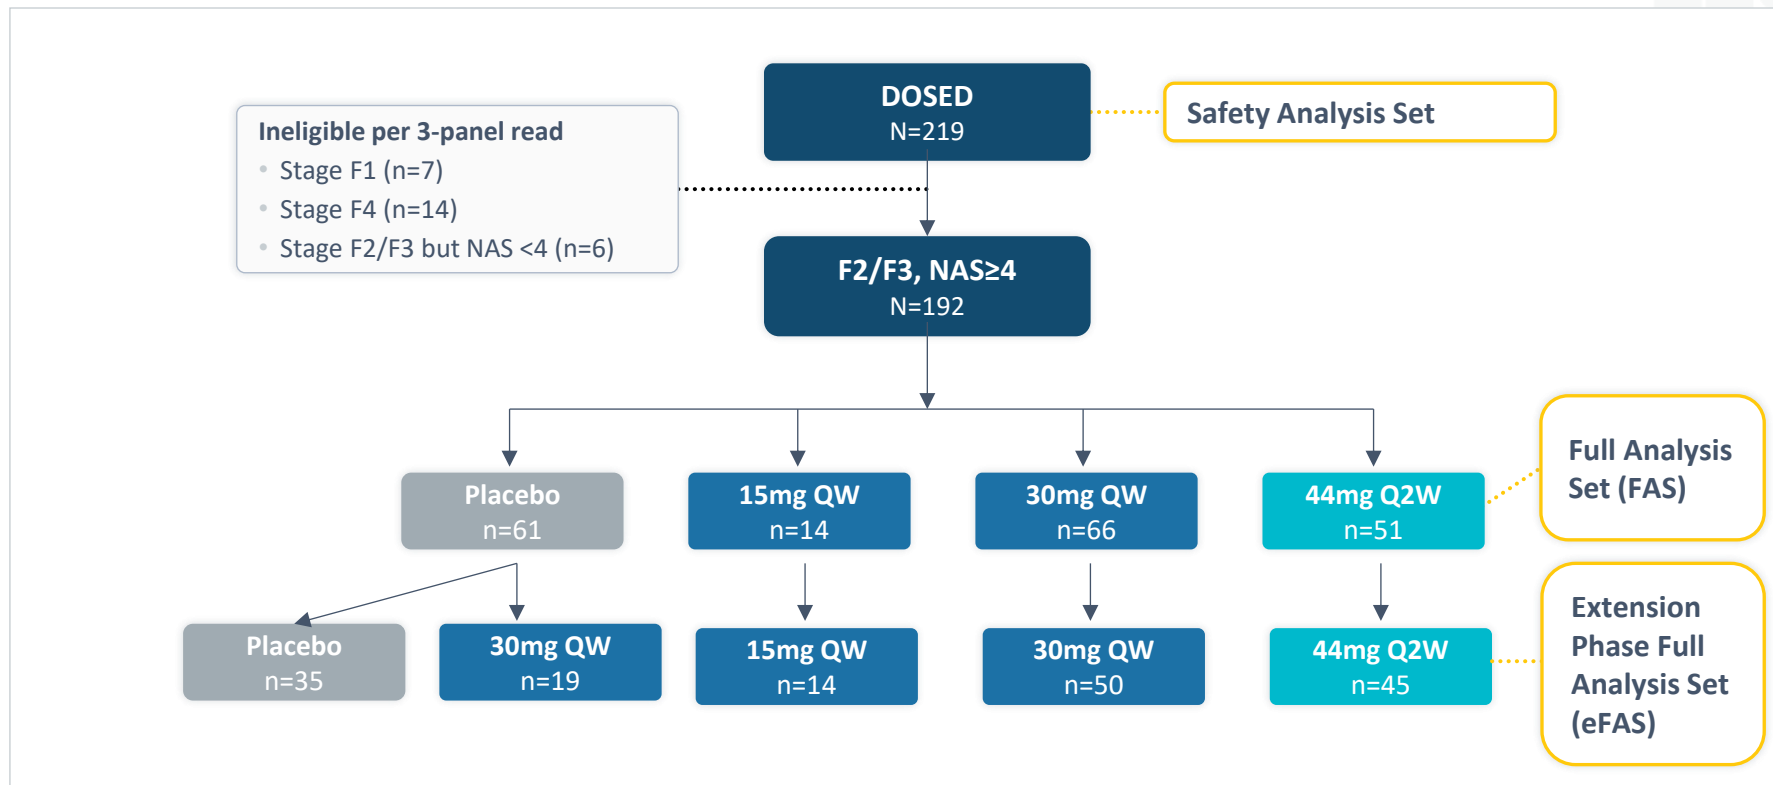 DOSED
N=219
Safety Analysis Set
Ineligible per 3-panel read
• Stage F1 (n=7)
• Stage F4 (n=14)
• Stage F2/F3 but NAS <4 (n=6)
F2/F3, NAS≥4
N=192
Placebo
n=61
15mg QW
n=14
30mg QW
n=66
44mg Q2W
n=51
Full Analysis
Set (FAS)
Placebo
n=35
30mg QW
n=19
15mg QW
n=14
30mg QW
n=50
44mg Q2W
n=45
Extension
Phase Full
Analysis Set
(eFAS)